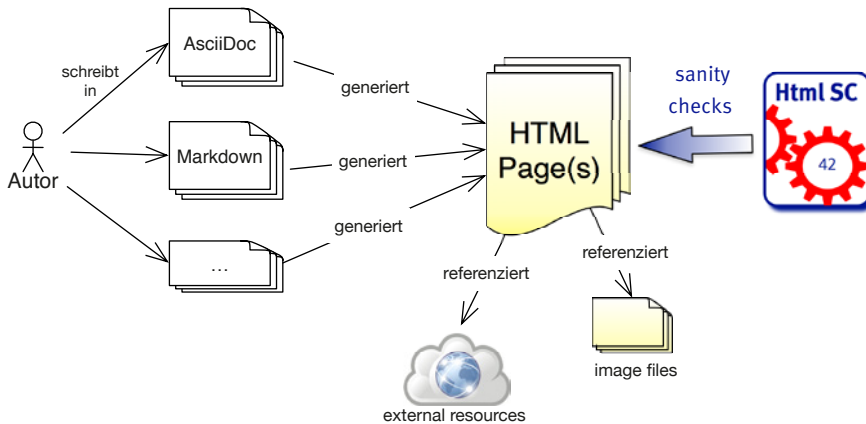 AsciiDoc
schreibt
in
generiert
Autor
Markdown
generiert
…
generiert
HTML
Page(s)
sanity
checks
Html SC
42
referenziert
referenziert
external resources
image files